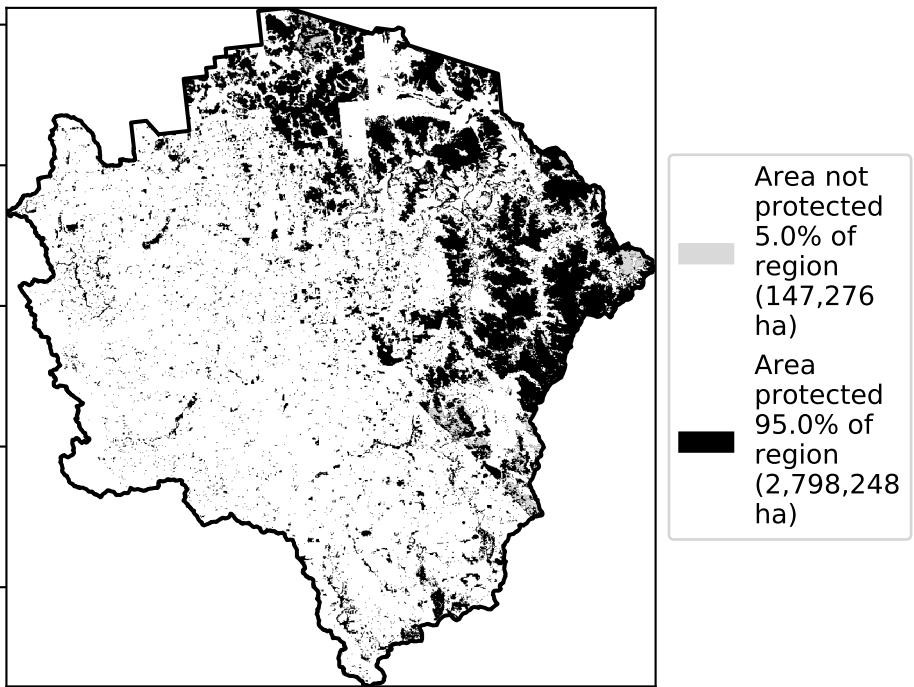 Area not
protected
5.0% of
region
(147,276
ha)
Area
protected
95.0% of
region
(2,798,248
ha)